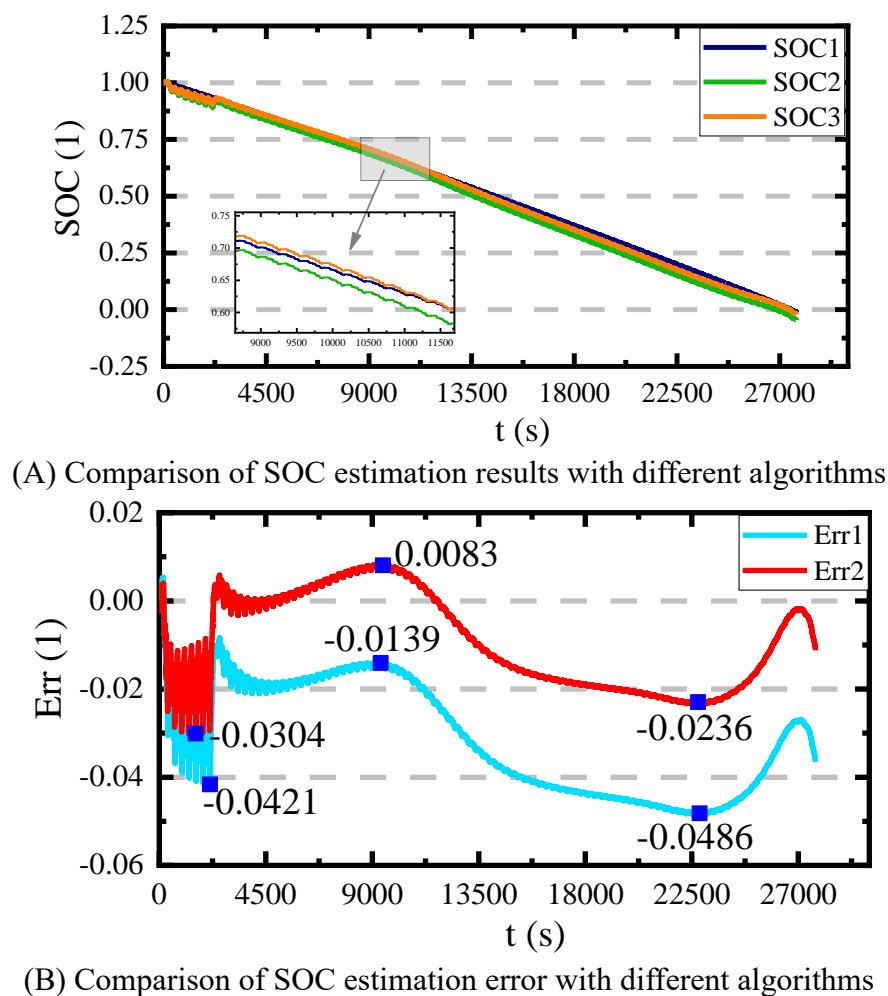 1.25
1.00
0.75
0.50
0.25
0.00
-0.25
SOC (1)
SOC1
SOC2
SOC3
0.75
0.70
0.65
0.60
9000 9500 10000 10500 11000 11500
0 4500 9000 13500 18000 22500 27000
t (s)
(A) Comparison of SOC estimation results with different algorithms
0.02
0.00
-0.02
-0.04
-0.06
Err (1)
Err1
Err2
0.0083
-0.0139
-0.0304
-0.0236
-0.0421
-0.0486
0 4500 9000 13500 18000 22500 27000
t (s)
(B) Comparison of SOC estimation error with different algorithms